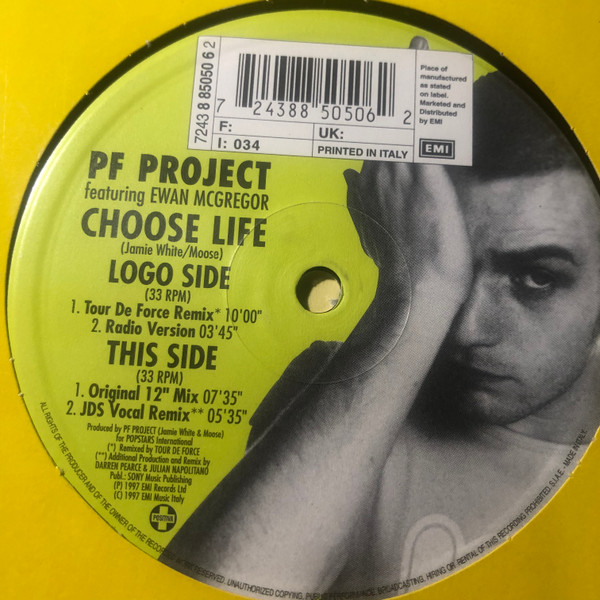 7243 8 85050 6 2
7 24388 50506 2
F:
UK:
I: 034
PRINTED IN ITALY
Place of
manufactured
as stated
on label.
Marketed and
Distributed
by EMI
EMI
PF PROJECT
featuring EWAN MCGREGOR
CHOOSE LIFE
(Jamie White/Moose)
LOGO SIDE
(33 RPM)
1. Tour De Force Remix* 10'00"
2. Radio Version 03'45"
THIS SIDE
(33 RPM)
1. Original 12" Mix 07'35"
2. JDS Vocal Remix** 05'35"
Produced by PF PROJECT (Jamie White & Moose)
for POPSTARS International
(*) Remixed by TOUR DE FORCE
(**) Additional Production and Remix by
DARREN PEARCE & JULIAN NAPOLITANO
Publ.: SONY Music Publishing
(P) 1997 EMI Records Ltd
(C) 1997 EMI Music Italy
POSITIVA
ALL RIGHTS OF THE PRODUCER AND OF THE OWNER OF THE RECORDED WORK RESERVED. UNAUTHORIZED COPYING, PUBLIC PERFORMANCE, BROADCASTING, HIRING OR RENTAL OF THIS RECORDING PROHIBITED. S.I.A.E. - MADE IN ITALY.